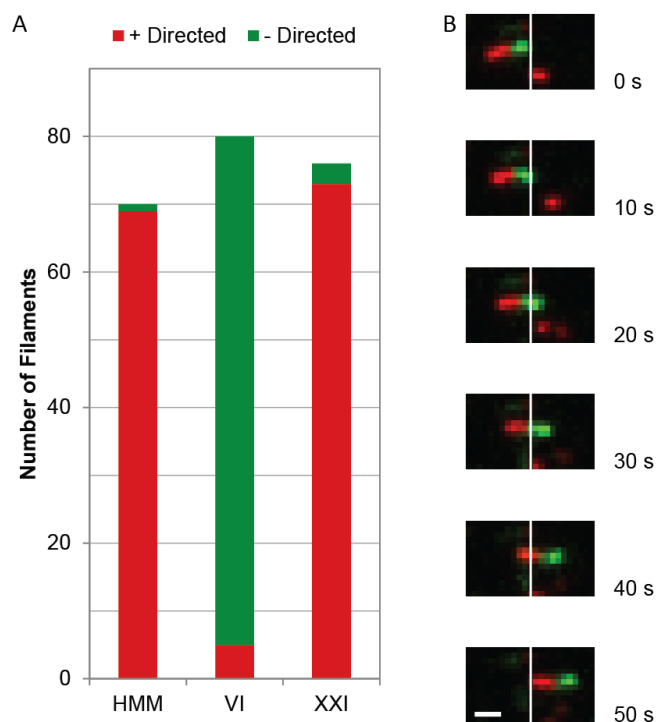 A
+ Directed - Directed
Number of Filaments
80
60
40
20
0
HMM VI XXI
B
0 s
10 s
20 s
30 s
40 s
50 s